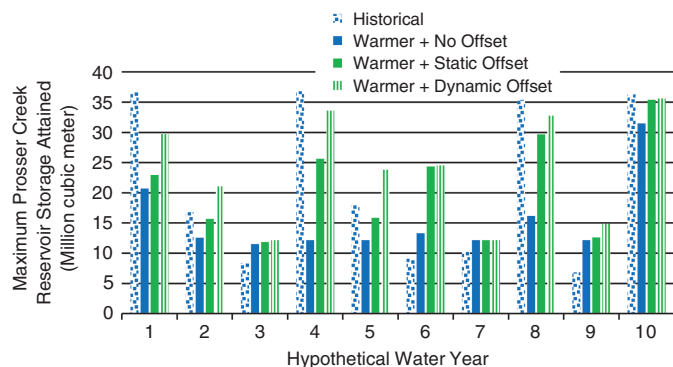 Historical
Warmer + No Offset
Warmer + Static Offset
Warmer + Dynamic Offset
Maximum Prosser Creek
Reservoir Storage Attained
(Million cubic meter)
40
35
30
25
20
15
10
5
0
1 2 3 4 5 6 7 8 9 10
Hypothetical Water Year